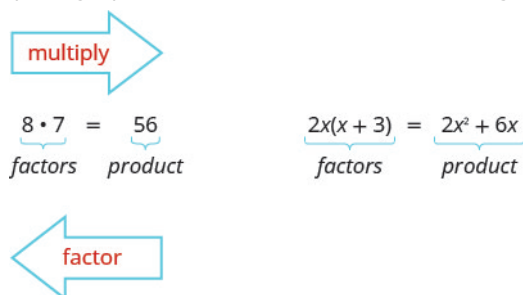 multiply
8 • 7 = 56 2x(x + 3) = 2x² + 6x
factors product factors product
factor